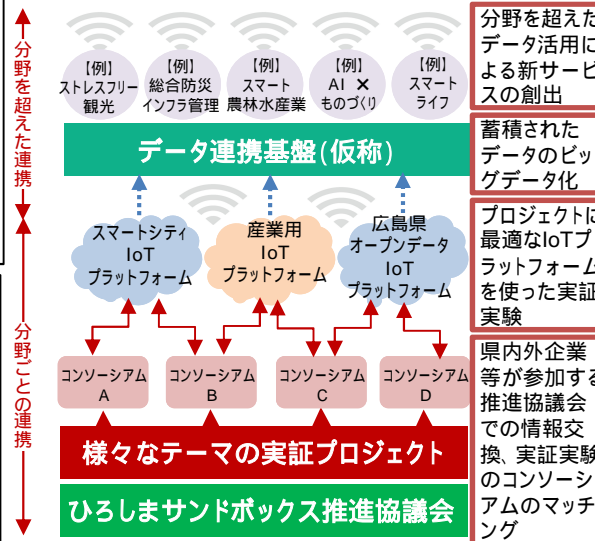 分野を超えた連携
【例】
ストレスフリー
観光
【例】
総合防災
インフラ管理
【例】
スマート
農林水産業
【例】
AI ×
ものづくり
【例】
スマート
ライフ
分野を超えた
データ活用に
よる新サービ
スの創出
データ連携基盤(仮称)
蓄積された
データのビッ
グデータ化
スマートシティ
IoT
プラットフォーム
産業用
IoT
プラットフォーム
広島県
オープンデータ
IoT
プラットフォーム
プロジェクトに
最適なIoTプ
ラットフォーム
を使った実証
実験
分野ごとの連携
コンソーシアム
A
コンソーシアム
B
コンソーシアム
C
コンソーシアム
D
県内外企業
等が参加する
推進協議会
での情報交
換、実証実験
のコンソーシ
アムのマッチ
ング
様々なテーマの実証プロジェクト
ひろしまサンドボックス推進協議会